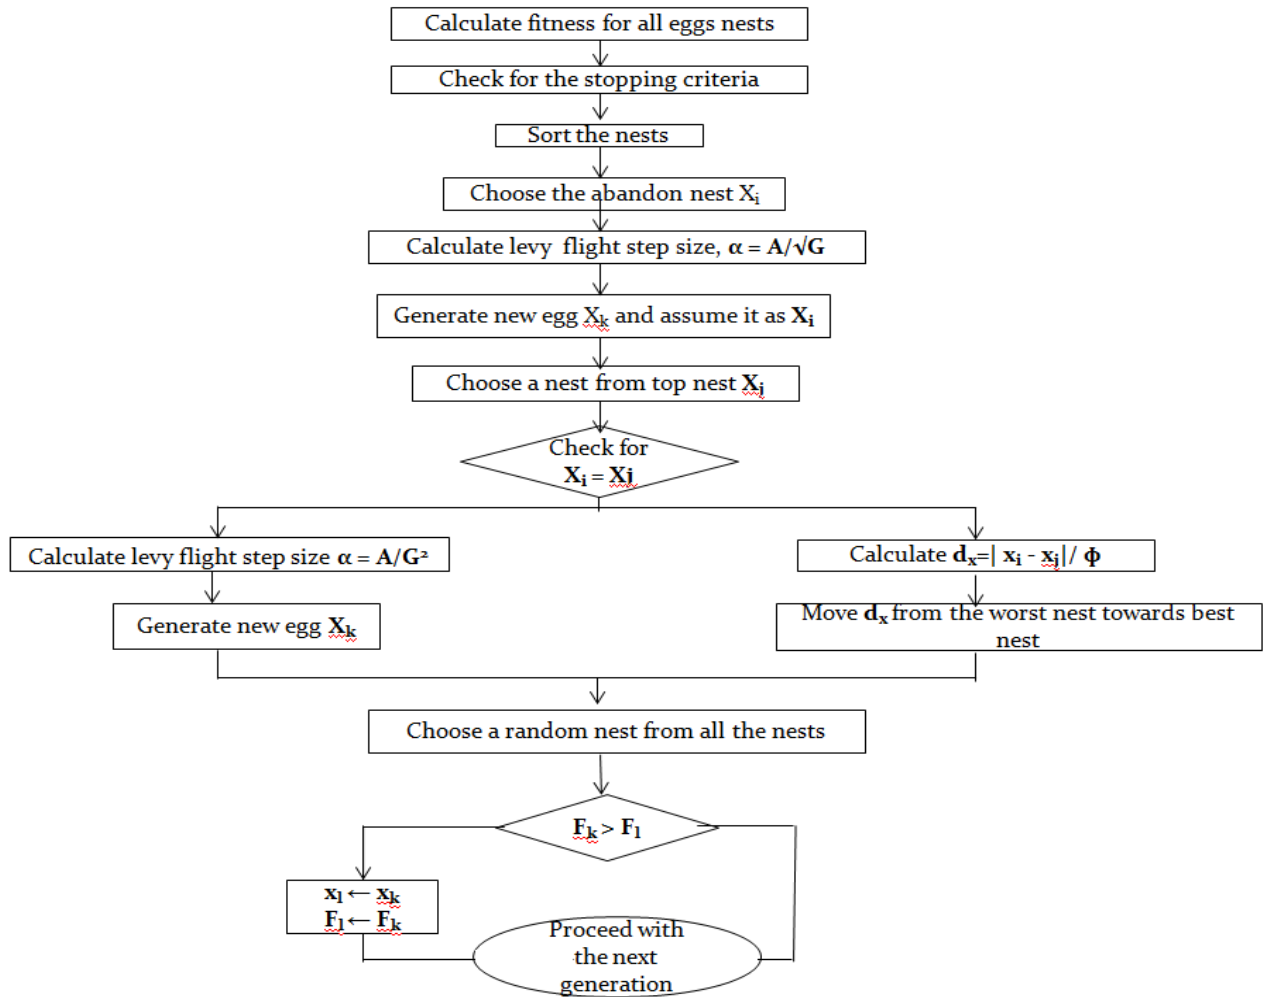 Calculate fitness for all eggs nests
Check for the stopping criteria
Sort the nests
Choose the abandon nest Xi
Calculate levy flight step size, α = A/√G
Generate new egg Xk and assume it as Xi
Choose a nest from top nest Xj
Check for
Xi = Xj
Calculate levy flight step size α = A/G²
Calculate dx=| xi - xj|/ ϕ
Generate new egg Xk
Move dx from the worst nest towards best
nest
Choose a random nest from all the nests
Fk > Fl
xl ← xk
Fl ← Fk
Proceed with
the next
generation